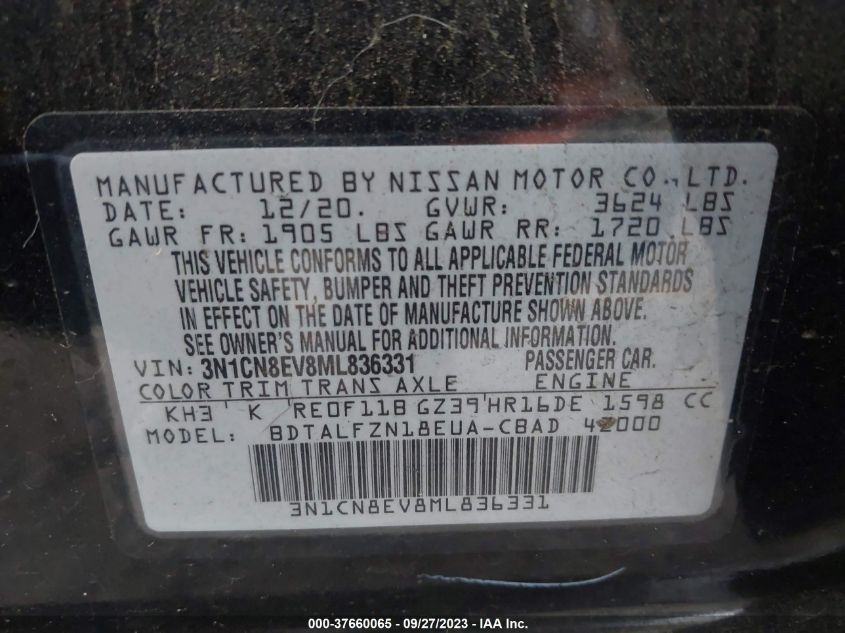 MANUFACTURED BY NISSAN MOTOR CO., LTD.
DATE: 12/20. GVWR: 3624 LBS
GAWR FR: 1905 LBS GAWR RR: 1720 LBS
THIS VEHICLE CONFORMS TO ALL APPLICABLE FEDERAL MOTOR
VEHICLE SAFETY, BUMPER AND THEFT PREVENTION STANDARDS
IN EFFECT ON THE DATE OF MANUFACTURE SHOWN ABOVE.
SEE OWNER'S MANUAL FOR ADDITIONAL INFORMATION.
VIN: 3N1CN8EV8ML836331 PASSENGER CAR.
COLOR TRIM TRANS AXLE ENGINE
KH3 K RE0F11B GZ39 HR16DE 1598 CC
MODEL: BDTALFZN18EUA-CBAD 42000
3N1CN8EV8ML836331
000-37660065 - 09/27/2023 - IAA Inc.